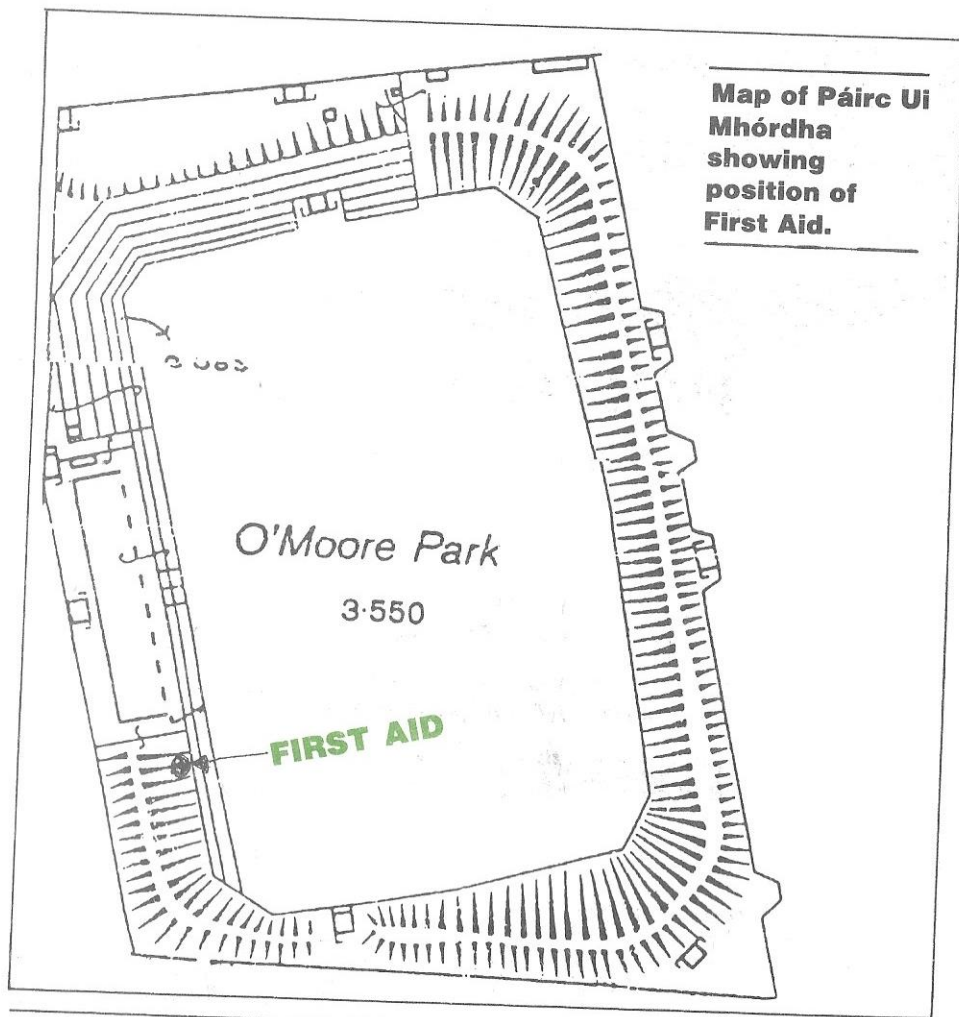 Map of Páirc Ui
Mhórdha
showing
position of
First Aid.
O'Moore Park
3·550
FIRST AID